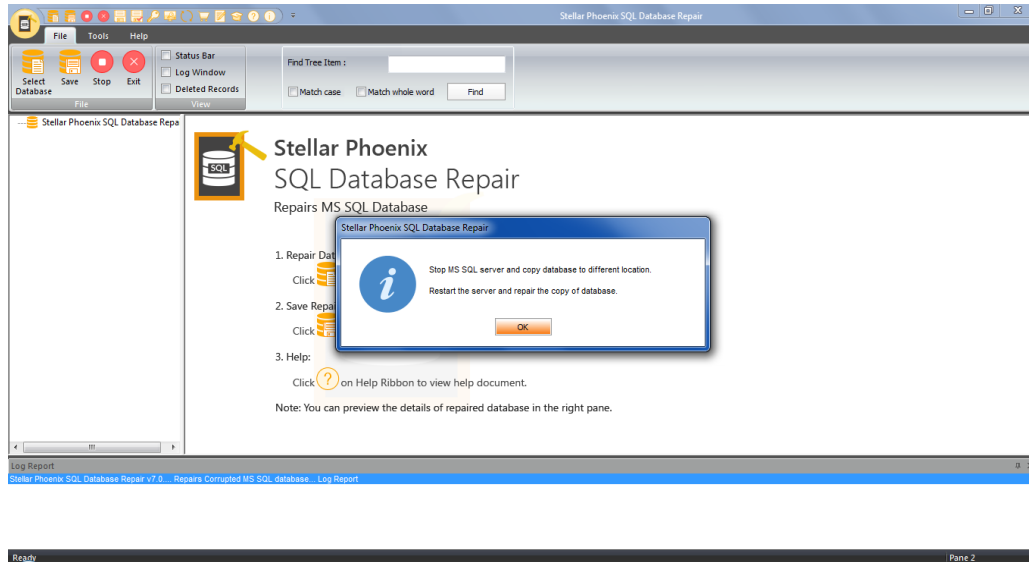 Stellar Phoenix SQL Database Repair
File Tools Help
Select Database
Save
Stop
Exit
File
Status Bar
Log Window
Deleted Records
View
Find Tree Item :
Match case Match whole word Find
Stellar Phoenix SQL Database Repa
SQL
Stellar Phoenix
SQL Database Repair
Repairs MS SQL Database
Stellar Phoenix SQL Database Repair
Stop MS SQL server and copy database to different location.
Restart the server and repair the copy of database.
OK
1. Repair Dat
Click
2. Save Repa
Click
3. Help:
Click ? on Help Ribbon to view help document.
Note: You can preview the details of repaired database in the right pane.
Log Report
Stellar Phoenix SQL Database Repair v7.0.... Repairs Corrupted MS SQL database... Log Report
Ready
Pane 2